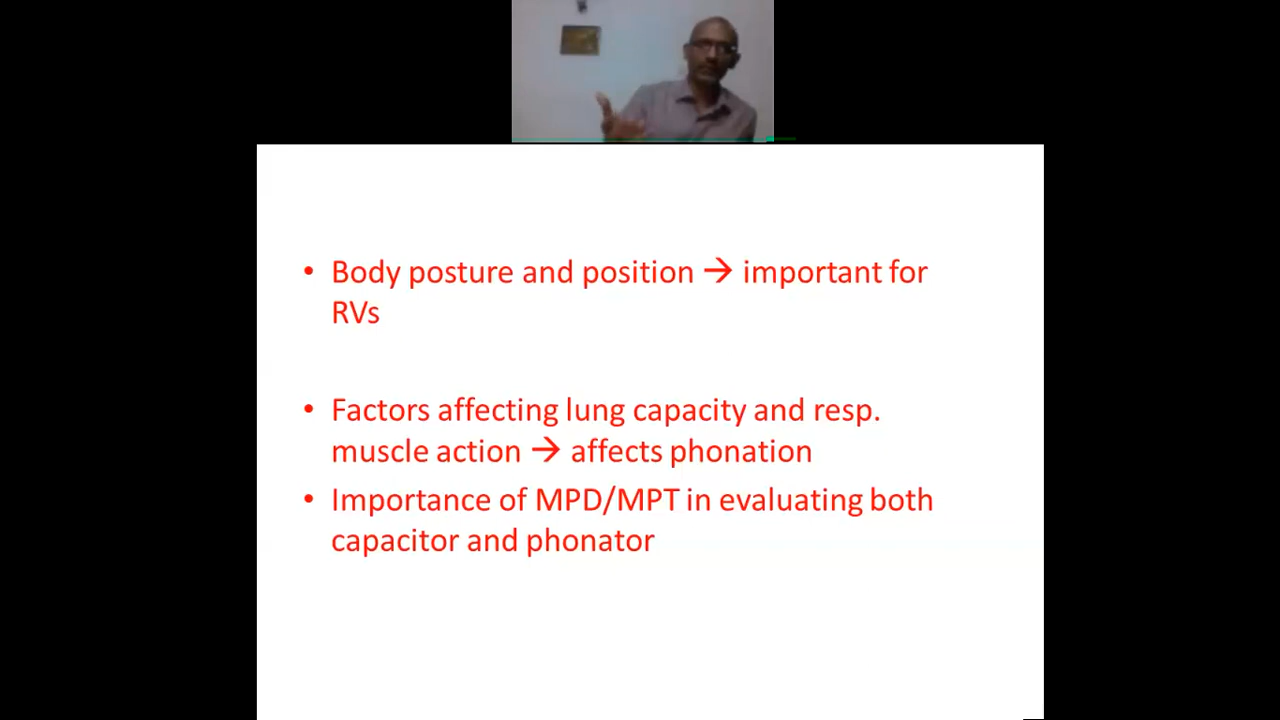 • Body posture and position → important for
RVs
• Factors affecting lung capacity and resp.
muscle action → affects phonation
• Importance of MPD/MPT in evaluating both
capacitor and phonator